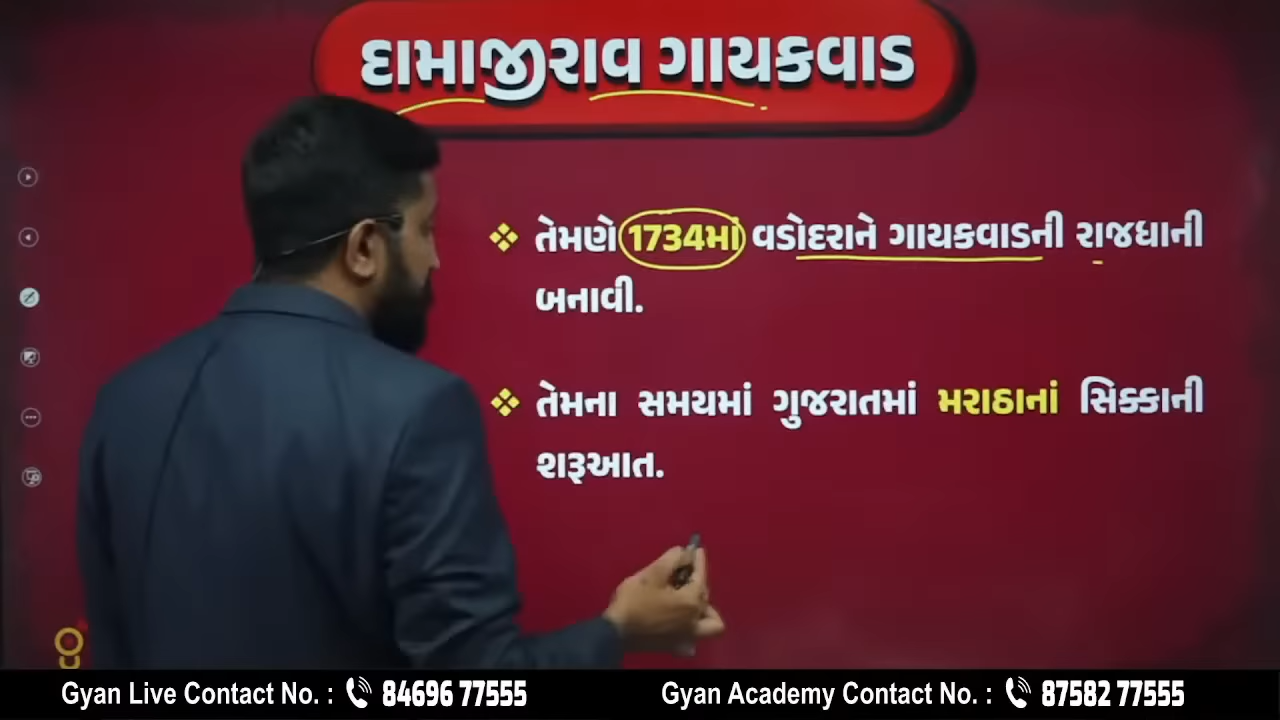 દામાજીરાવ ગાયકવાડ
❖ તેમણે 1734માં વડોદરાને ગાયકવાડની રાજધાની
બનાવી.
❖ તેમના સમયમાં ગુજરાતમાં મરાઠાનાં સિક્કાની
શરૂઆત.
Gyan Live Contact No. : 84696 77555
Gyan Academy Contact No. : 87582 77555